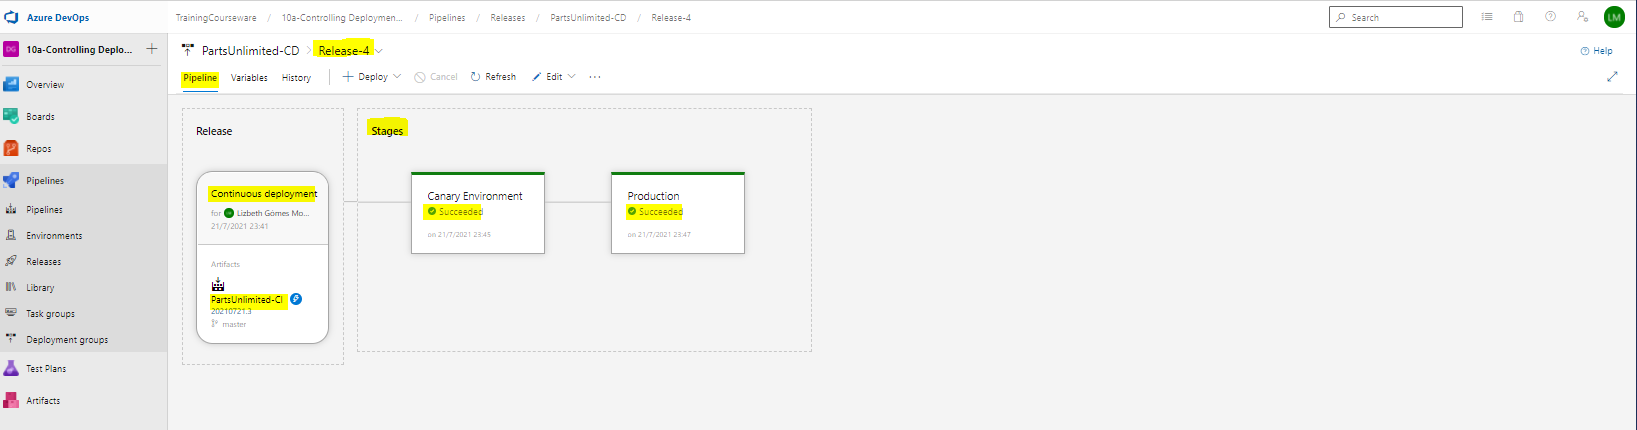 Azure DevOps
TrainingCourseware / 10a-Controlling Deploymen... / Pipelines / Releases / PartsUnlimited-CD / Release-4
Search
LM
DG 10a-Controlling Deplo... +
Overview
Boards
Repos
Pipelines
Pipelines
Environments
Releases
Library
Task groups
Deployment groups
Test Plans
Artifacts
PartsUnlimited-CD > Release-4
Help
Pipeline Variables History + Deploy Cancel Refresh Edit ...
Release
Continuous deployment
for LM Lizbeth Gómes Mo...
21/7/2021 23:41
Artifacts
PartsUnlimited-CI
20210721.3
master
Stages
Canary Environment
Succeeded
on 21/7/2021 23:45
Production
Succeeded
on 21/7/2021 23:47